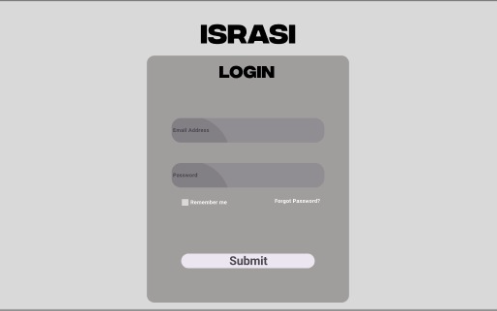 ISRASI
LOGIN
Email Address
Password
Remember me
Forgot Password?
Submit